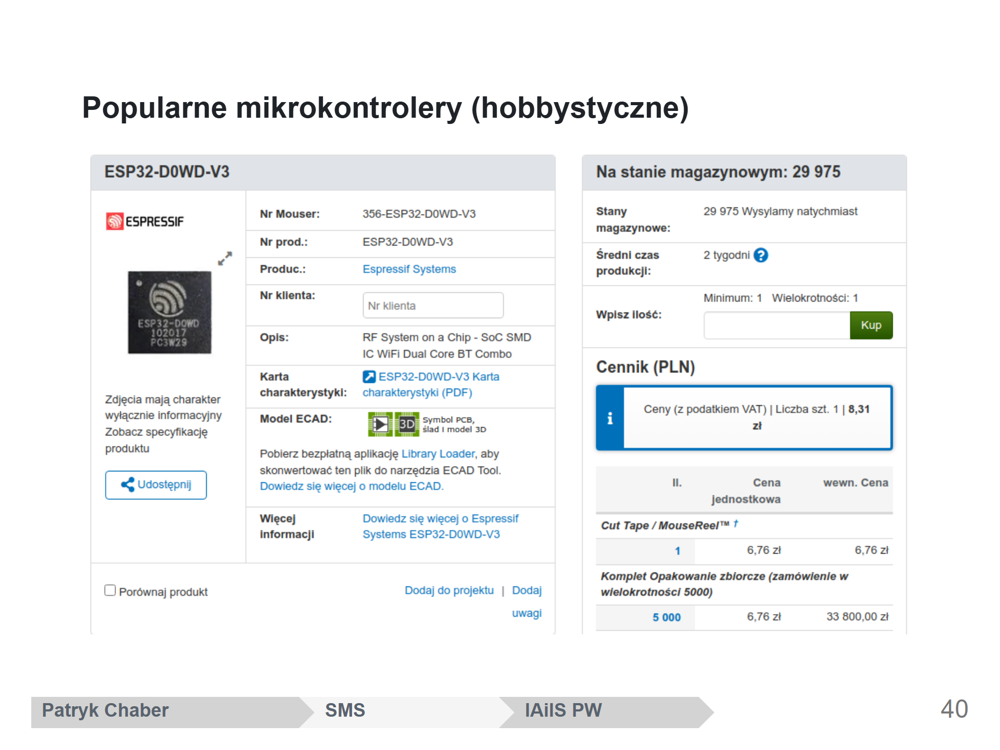 Popularne mikrokontrolery (hobbystyczne)
ESP32-D0WD-V3
ESPRESSIF
ESP32-D0WD
102017
PC3W29
Zdjęcia mają charakter
wyłącznie informacyjny
Zobacz specyfikację
produktu
Udostępnij
Nr Mouser: 356-ESP32-D0WD-V3
Nr prod.: ESP32-D0WD-V3
Produc.: Espressif Systems
Nr klienta: Nr klienta
Opis: RF System on a Chip - SoC SMD
IC WiFi Dual Core BT Combo
Karta ESP32-D0WD-V3 Karta
charakterystyki: charakterystyki (PDF)
Model ECAD: 3D Symbol PCB,
ślad I model 3D
Pobierz bezpłatną aplikację Library Loader, aby
skonwertować ten plik do narzędzia ECAD Tool.
Dowiedz się więcej o modelu ECAD.
Więcej Dowiedz się więcej o Espressif
informacji Systems ESP32-D0WD-V3
Porównaj produkt Dodaj do projektu | Dodaj
uwagi
Na stanie magazynowym: 29 975
Stany 29 975 Wysylamy natychmiast
magazynowe:
Średni czas 2 tygodni ?
produkcji:
Minimum: 1 Wielokrotności: 1
Wpisz ilość: Kup
Cennik (PLN)
i Ceny (z podatkiem VAT) | Liczba szt. 1 | 8,31
zł
Il. Cena wewn. Cena
jednostkowa
Cut Tape / MouseReel™ †
1 6,76 zł 6,76 zł
Komplet Opakowanie zbiorcze (zamówienie w
wielokrotności 5000)
5 000 6,76 zł 33 800,00 zł
Patryk Chaber SMS IAiIS PW 40